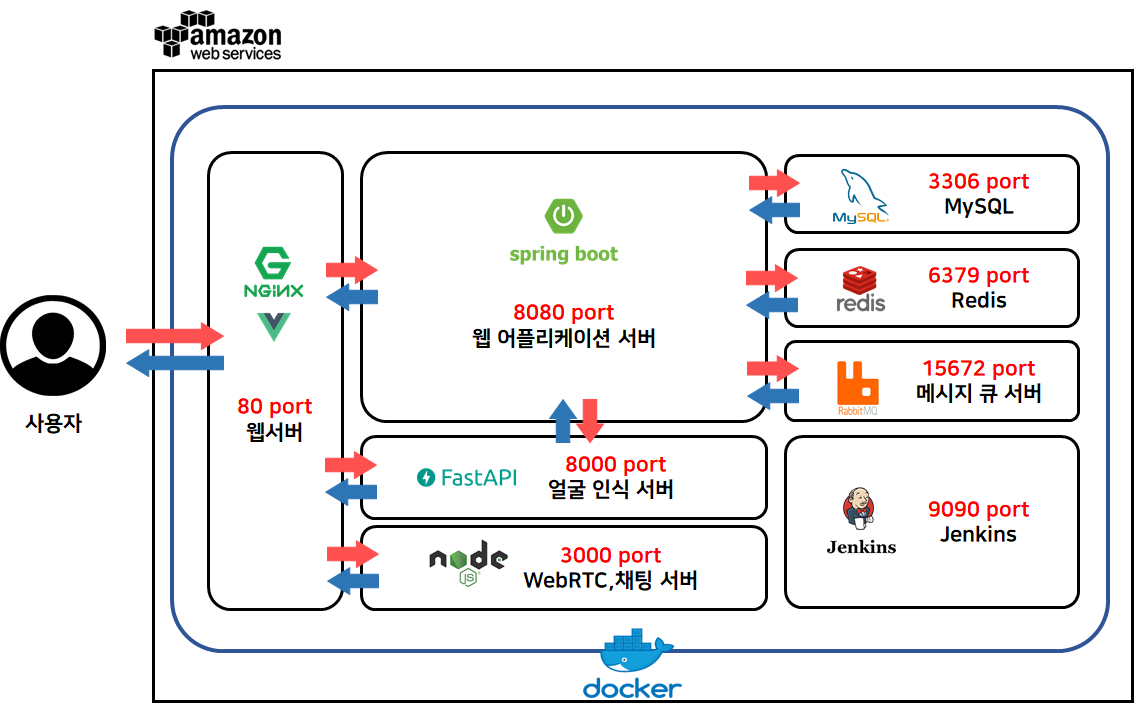 amazon
web services
사용자
NGINX
80 port
웹서버
spring boot
8080 port
웹 어플리케이션 서버
FastAPI
8000 port
얼굴 인식 서버
node
JS
3000 port
WebRTC,채팅 서버
MySQL
3306 port
MySQL
redis
6379 port
Redis
RabbitMQ
15672 port
메시지 큐 서버
Jenkins
9090 port
Jenkins
docker